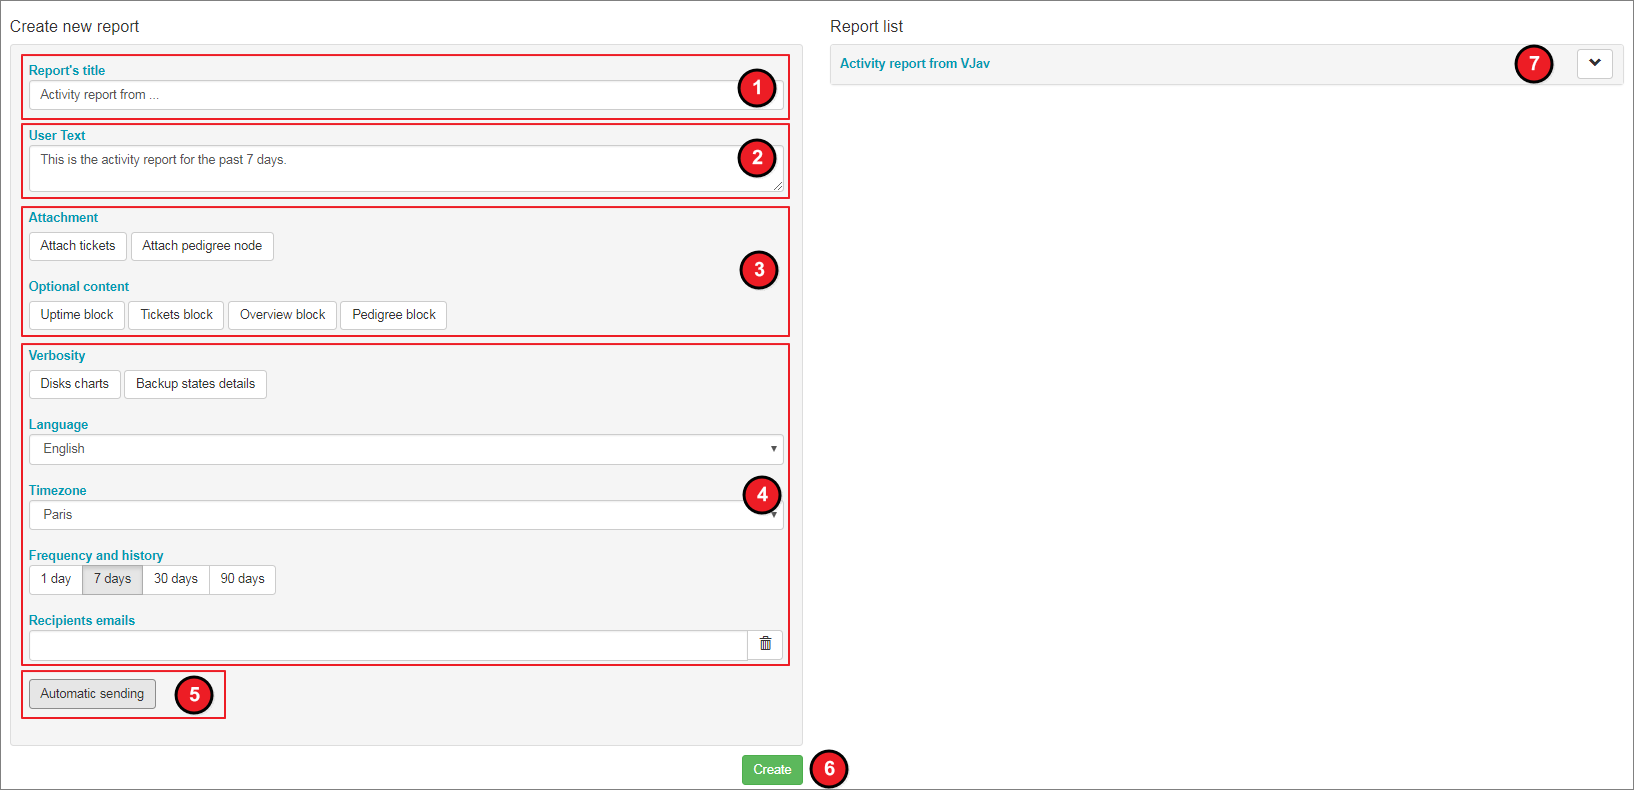 Create new report
Report's title
Activity report from ...
1
User Text
This is the activity report for the past 7 days.
2
Attachment
Attach tickets Attach pedigree node
3
Optional content
Uptime block Tickets block Overview block Pedigree block
Verbosity
Disks charts Backup states details
Language
English
Timezone
4
Paris
Frequency and history
1 day 7 days 30 days 90 days
Recipients emails
Automatic sending
5
Create
6
Report list
Activity report from VJav
7